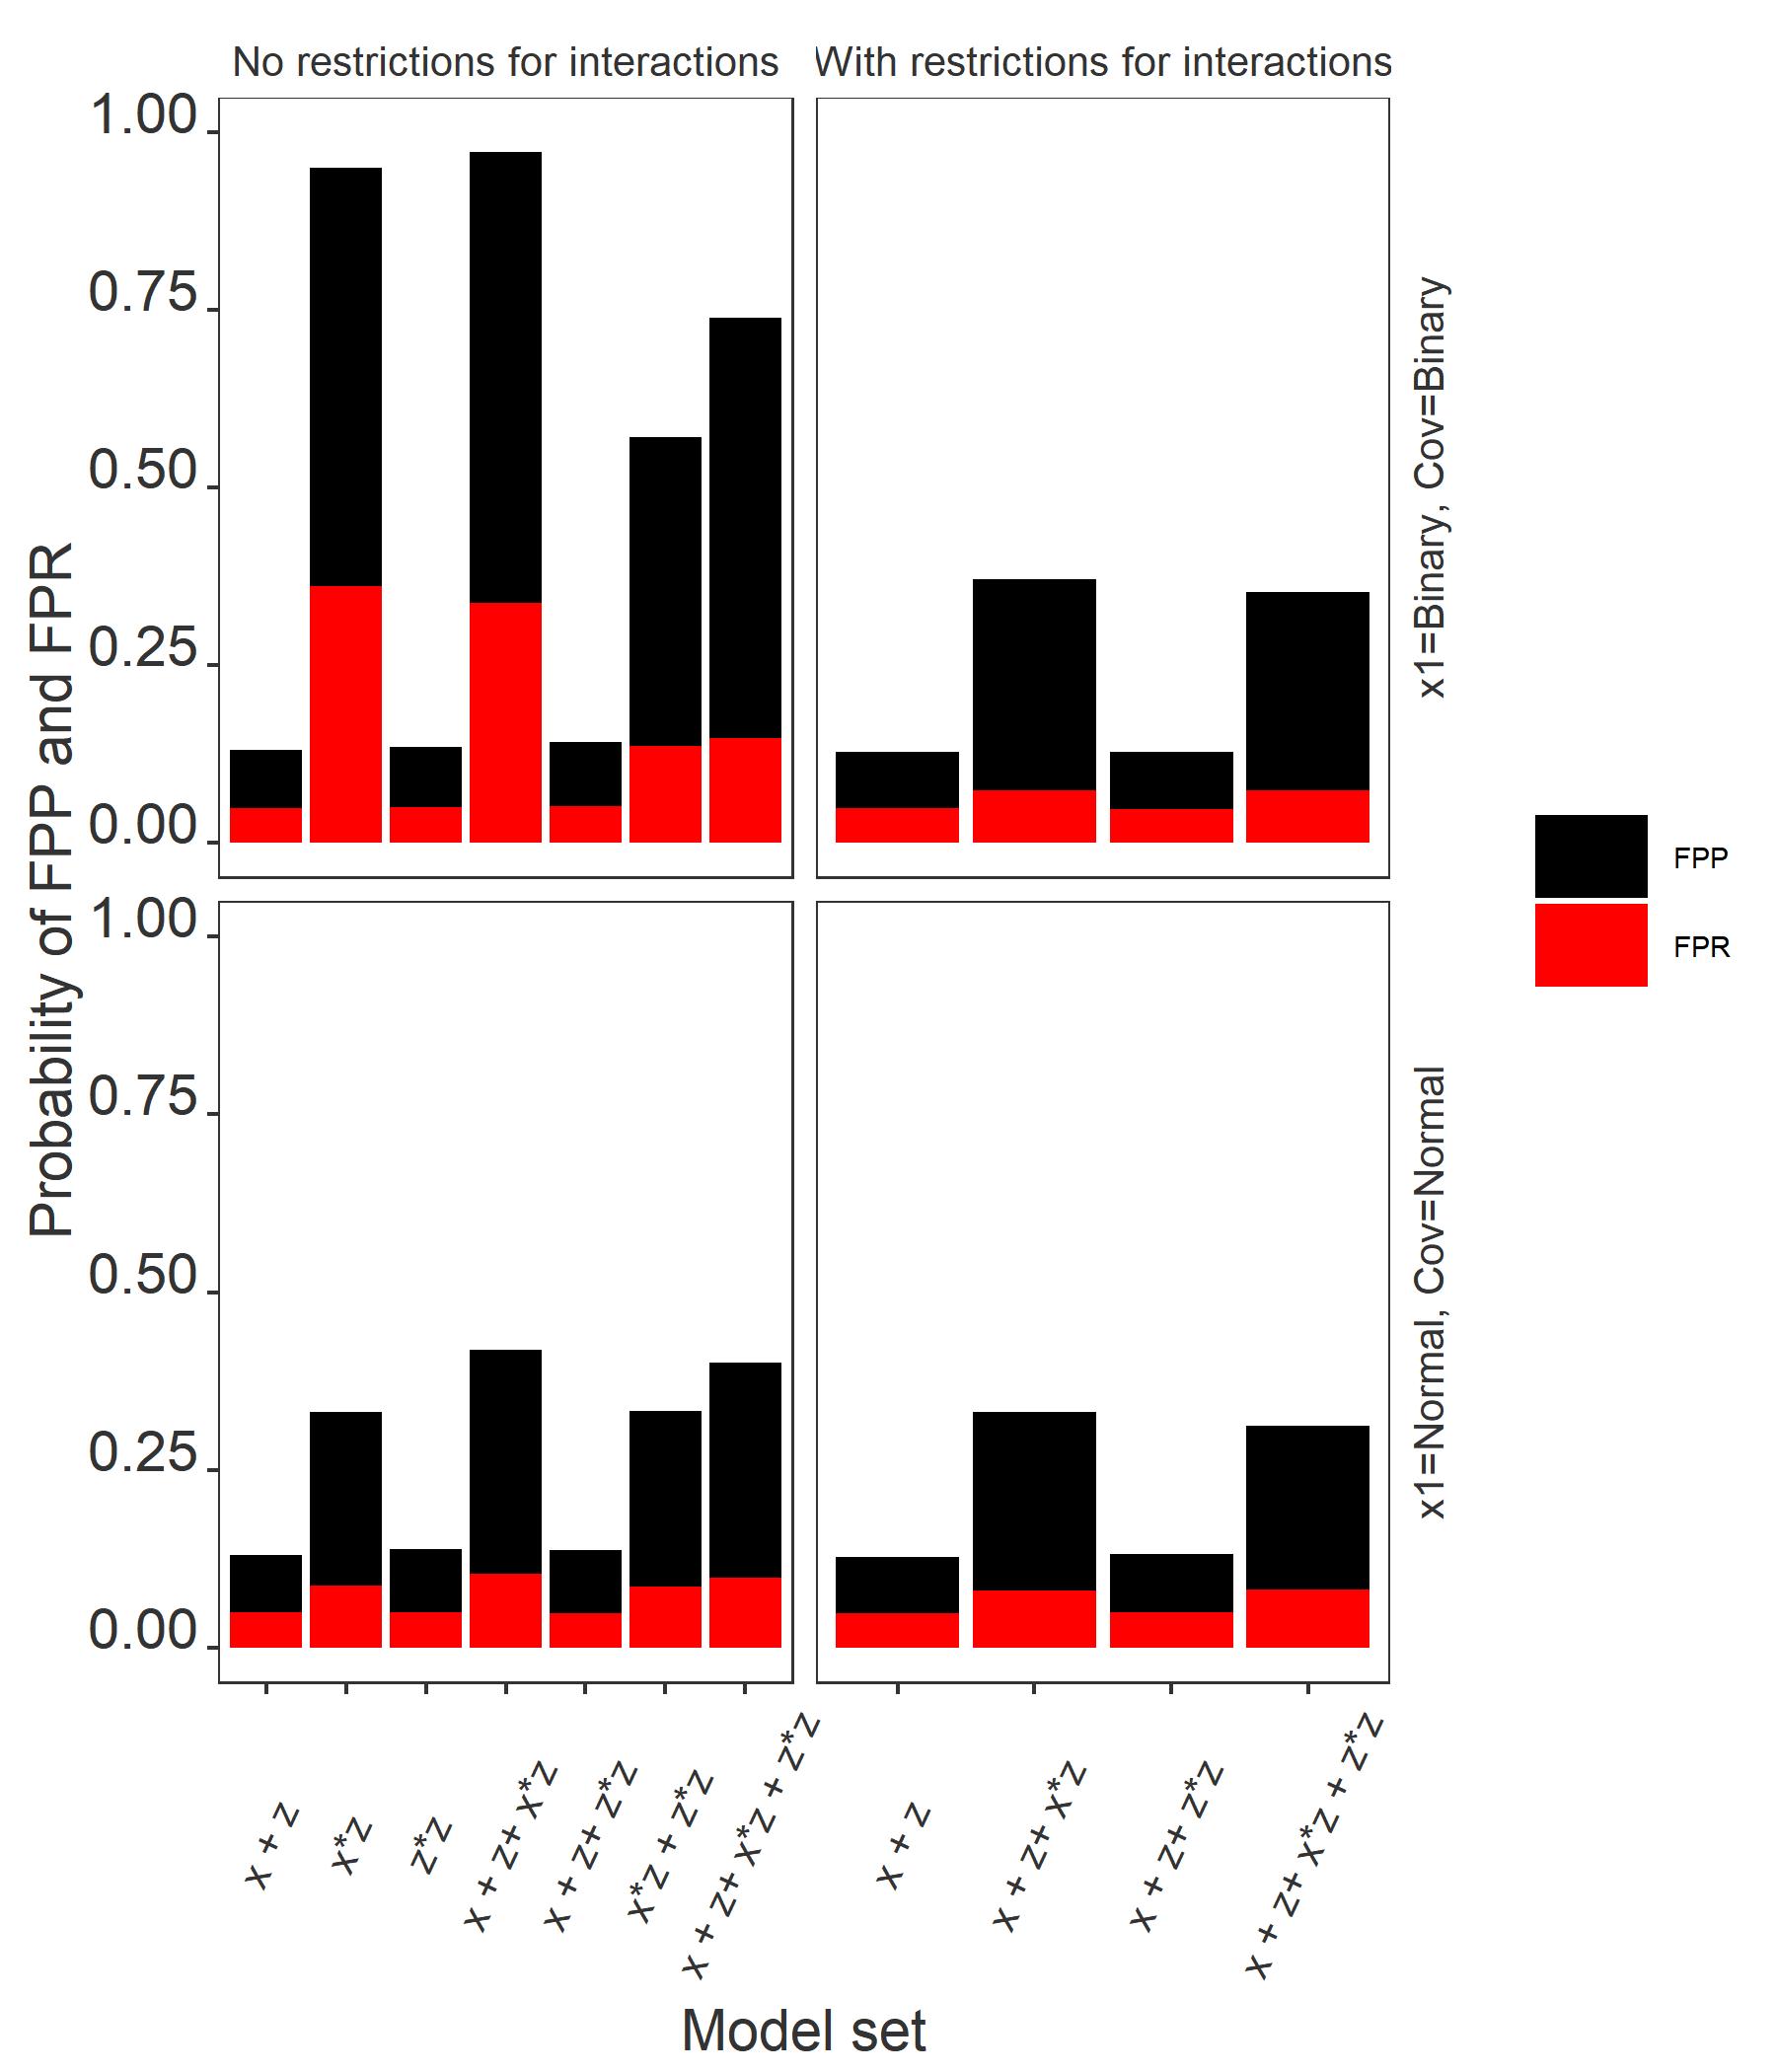 No restrictions for interactions
With restrictions for interactions
Probability of FPP and FPR
1.00
0.75
0.50
0.25
0.00
x1=Binary, Cov=Binary
1.00
0.75
0.50
0.25
0.00
x1=Normal, Cov=Normal
FPP
FPR
x + z
x*z
z*z
x + z+ x*z
x + z+ z*z
x*z + z*z
x + z+ x*z + z*z
x + z
x + z+ x*z
x + z+ z*z
x + z+ x*z + z*z
Model set